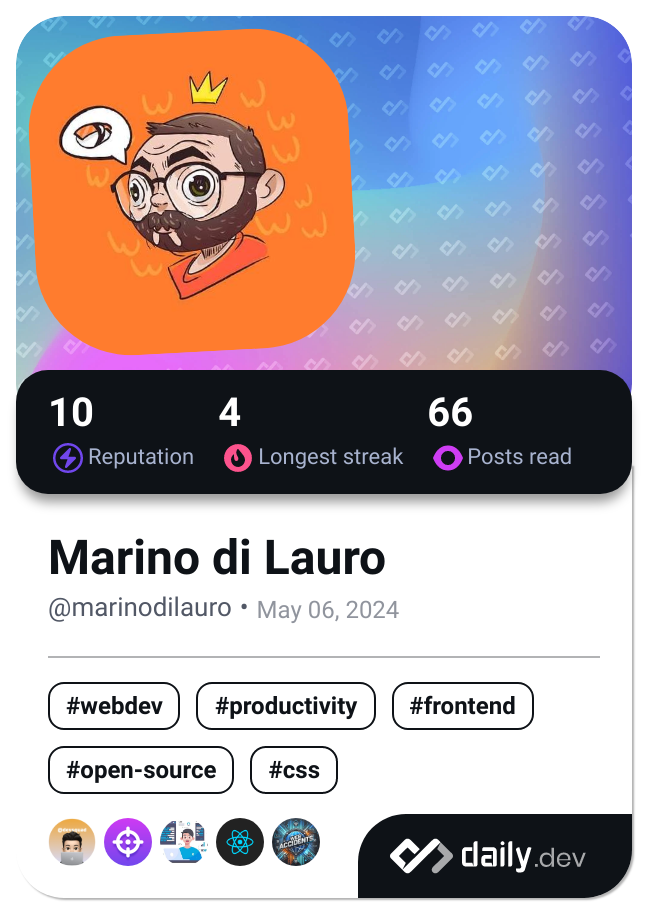 10 4 66
Reputation Longest streak Posts read
Marino di Lauro
@marinodilauro • May 06, 2024
#webdev #productivity #frontend
#open-source #css
daily.dev